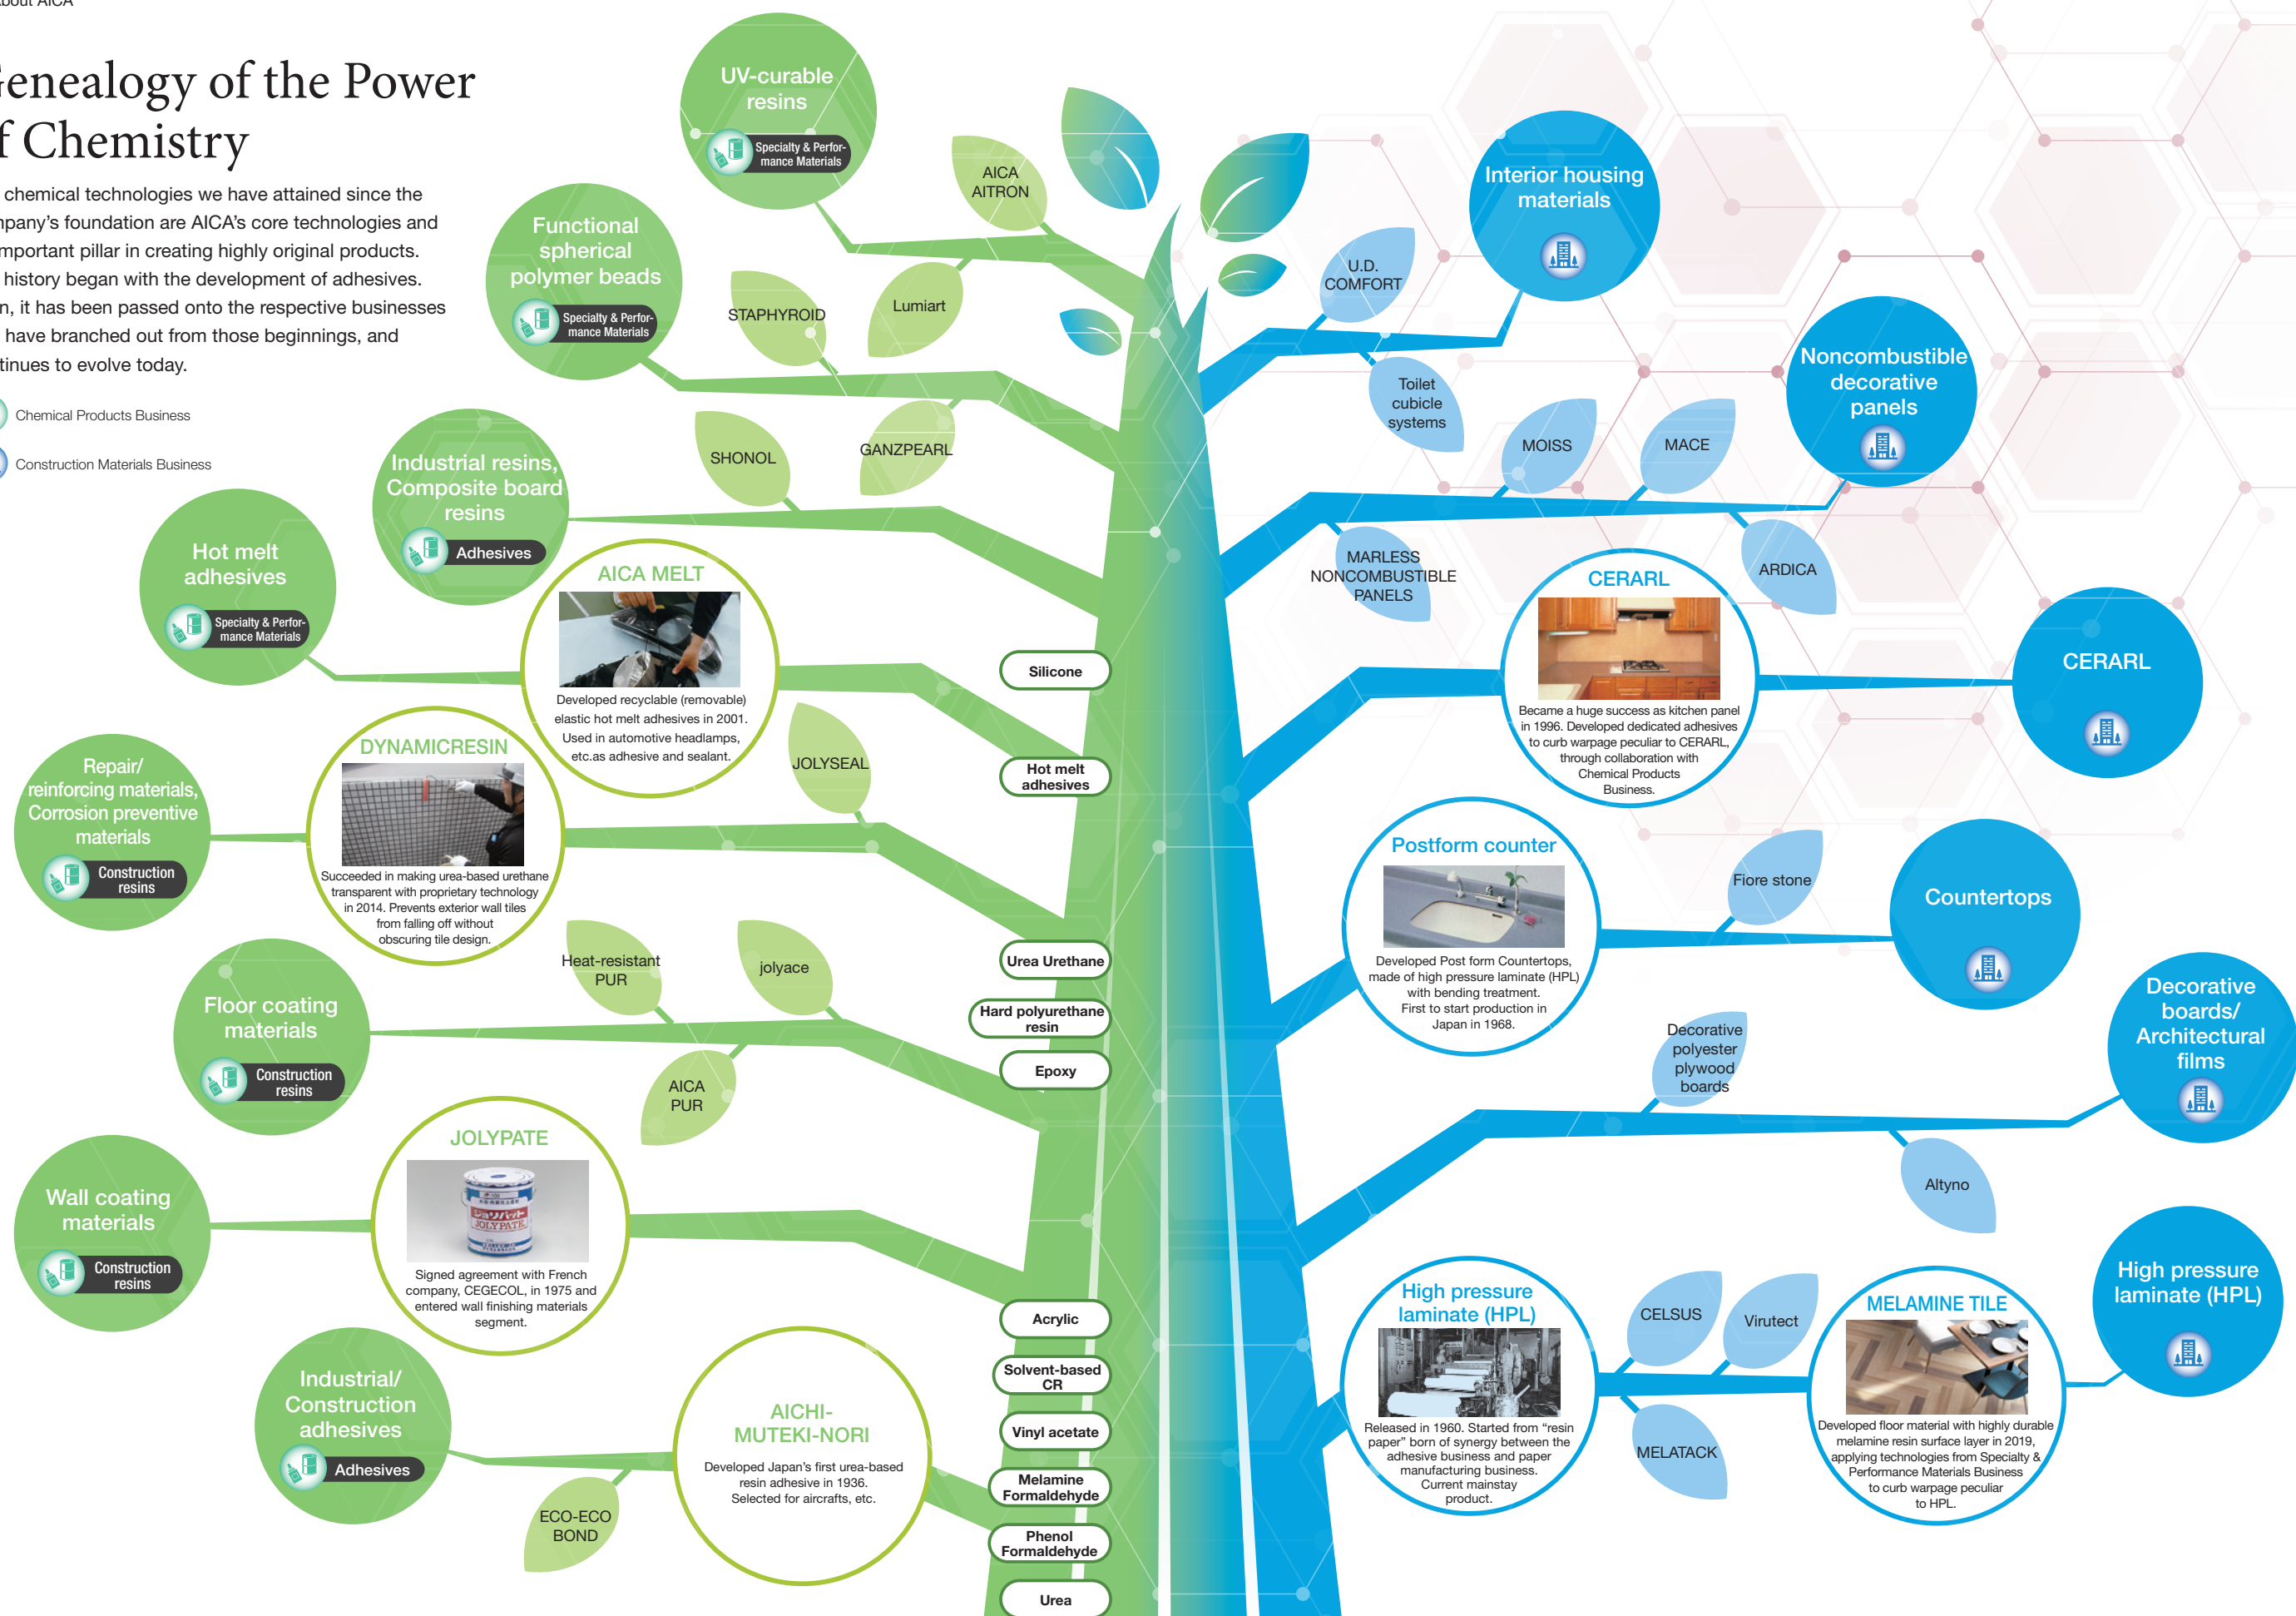 About AICA
Genealogy of the Power
of Chemistry
chemical technologies we have attained since the
company's foundation are AICA's core technologies and
important pillar in creating highly original products.
history began with the development of adhesives.
it has been passed onto the respective businesses
have branched out from those beginnings, and
continues to evolve today.
Chemical Products Business
Construction Materials Business
UV-curable
resins
Specialty & Perfor-
mance Materials
AICA
AITRON
Functional
spherical
polymer beads
Specialty & Perfor-
mance Materials
STAPHYROID
Lumiart
GANZPEARL
Industrial resins,
Composite board
resins
Adhesives
SHONOL
Hot melt
adhesives
Specialty & Perfor-
mance Materials
AICA MELT
Developed recyclable (removable)
elastic hot melt adhesives in 2001.
Used in automotive headlamps,
etc.as adhesive and sealant.
Repair/
reinforcing materials,
Corrosion preventive
materials
Construction
resins
DYNAMICRESIN
Succeeded in making urea-based urethane
transparent with proprietary technology
in 2014. Prevents exterior wall tiles
from falling off without
obscuring tile design.
JOLYSEAL
Floor coating
materials
Construction
resins
Heat-resistant
PUR
jolyace
AICA
PUR
Wall coating
materials
Construction
resins
JOLYPATE
ジョリパット
JOLYPATE
Signed agreement with French
company, CEGECOL, in 1975 and
entered wall finishing materials
segment.
Industrial/
Construction
adhesives
Adhesives
ECO-ECO
BOND
AICHI-
MUTEKI-NORI
Developed Japan's first urea-based
resin adhesive in 1936.
Selected for aircrafts, etc.
Silicone
Hot melt
adhesives
Urea Urethane
Hard polyurethane
resin
Epoxy
Acrylic
Solvent-based
CR
Vinyl acetate
Melamine
Formaldehyde
Phenol
Formaldehyde
Urea
Interior housing
materials
U.D.
COMFORT
Toilet
cubicle
systems
Noncombustible
decorative
panels
MOISS
MACE
MARLESS
NONCOMBUSTIBLE
PANELS
ARDICA
CERARL
Became a huge success as kitchen panel
in 1996. Developed dedicated adhesives
to curb warpage peculiar to CERARL,
through collaboration with
Chemical Products
Business.
CERARL
Postform counter
Developed Post form Countertops,
made of high pressure laminate (HPL)
with bending treatment.
First to start production in
Japan in 1968.
Fiore stone
Countertops
Decorative
polyester
plywood
boards
Altyno
Decorative
boards/
Architectural
films
High pressure
laminate (HPL)
Released in 1960. Started from “resin
paper” born of synergy between the
adhesive business and paper
manufacturing business.
Current mainstay
product.
CELSUS
Virutect
MELATACK
MELAMINE TILE
Developed floor material with highly durable
melamine resin surface layer in 2019,
applying technologies from Specialty &
Performance Materials Business
to curb warpage peculiar
to HPL.
High pressure
laminate (HPL)